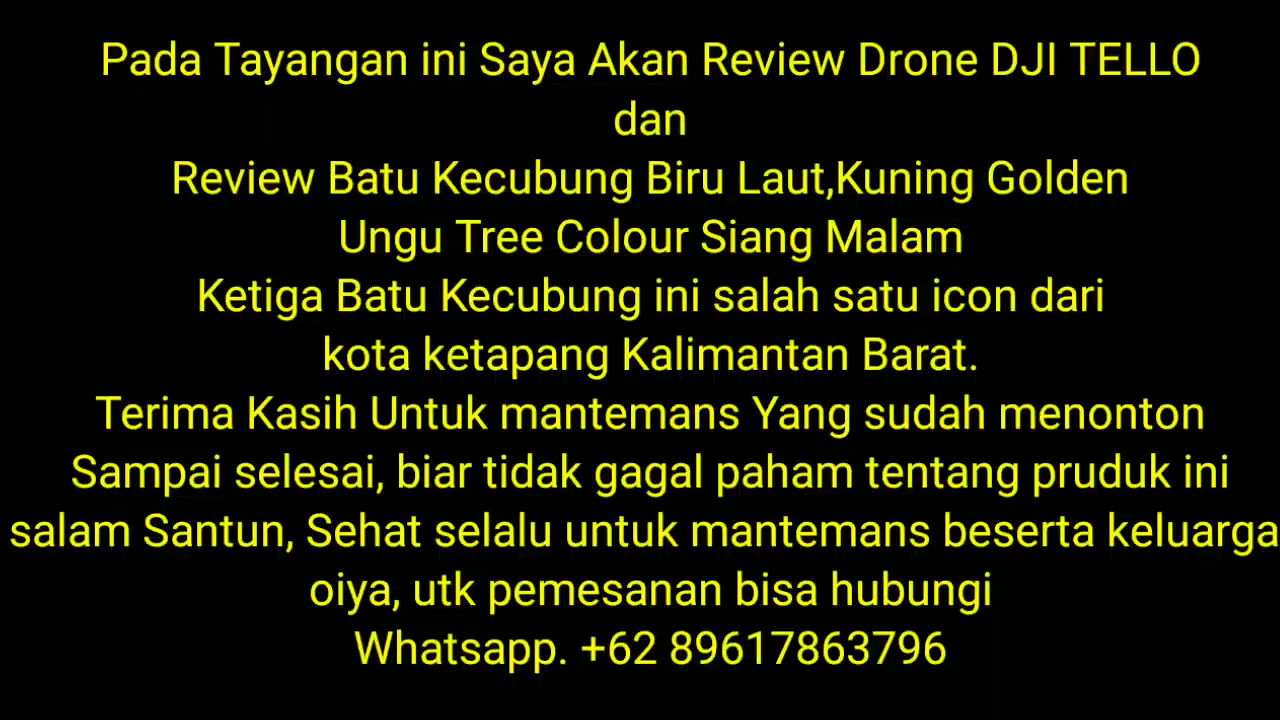 Pada Tayangan ini Saya Akan Review Drone DJI TELLO
dan
Review Batu Kecubung Biru Laut,Kuning Golden
Ungu Tree Colour Siang Malam
Ketiga Batu Kecubung ini salah satu icon dari
kota ketapang Kalimantan Barat.
Terima Kasih Untuk mantemans Yang sudah menonton
Sampai selesai, biar tidak gagal paham tentang pruduk ini
salam Santun, Sehat selalu untuk mantemans beserta keluarga
oiya, utk pemesanan bisa hubungi
Whatsapp. +62 89617863796